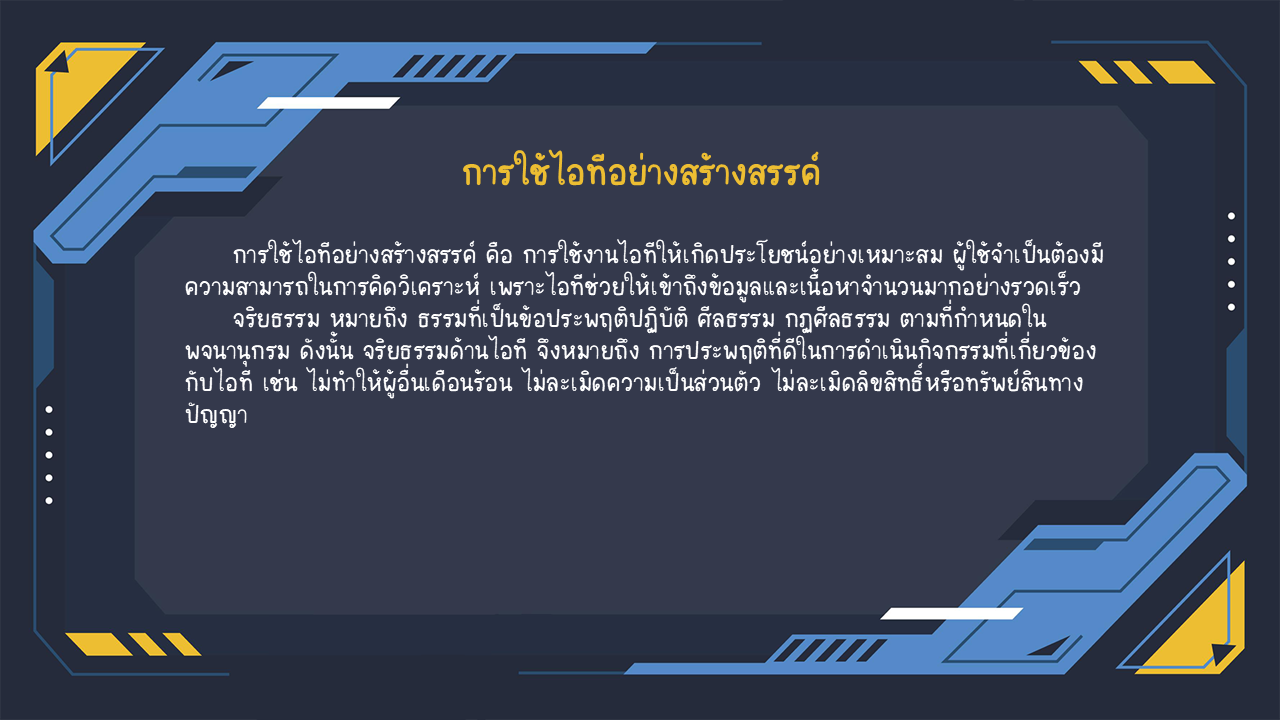 การใช้ไอทีอย่างสร้างสรรค์
การใช้ไอทีอย่างสร้างสรรค์ คือ การใช้งานไอทีให้เกิดประโยชน์อย่างเหมาะสม ผู้ใช้จำเป็นต้องมี
ความสามารถในการคิดวิเคราะห์ เพราะไอทีช่วยให้เข้าถึงข้อมูลและเนื้อหาจำนวนมากอย่างรวดเร็ว
จริยธรรม หมายถึง ธรรมที่เป็นข้อประพฤติปฏิบัติ ศีลธรรม กฎศีลธรรม ตามที่กำหนดใน
พจนานุกรม ดังนั้น จริยธรรมด้านไอที จึงหมายถึง การประพฤติที่ดีในการดำเนินกิจกรรมที่เกี่ยวข้อง
กับไอที เช่น ไม่ทำให้ผู้อื่นเดือนร้อน ไม่ละเมิดความเป็นส่วนตัว ไม่ละเมิดลิขสิทธิ์หรือทรัพย์สินทาง
ปัญญา